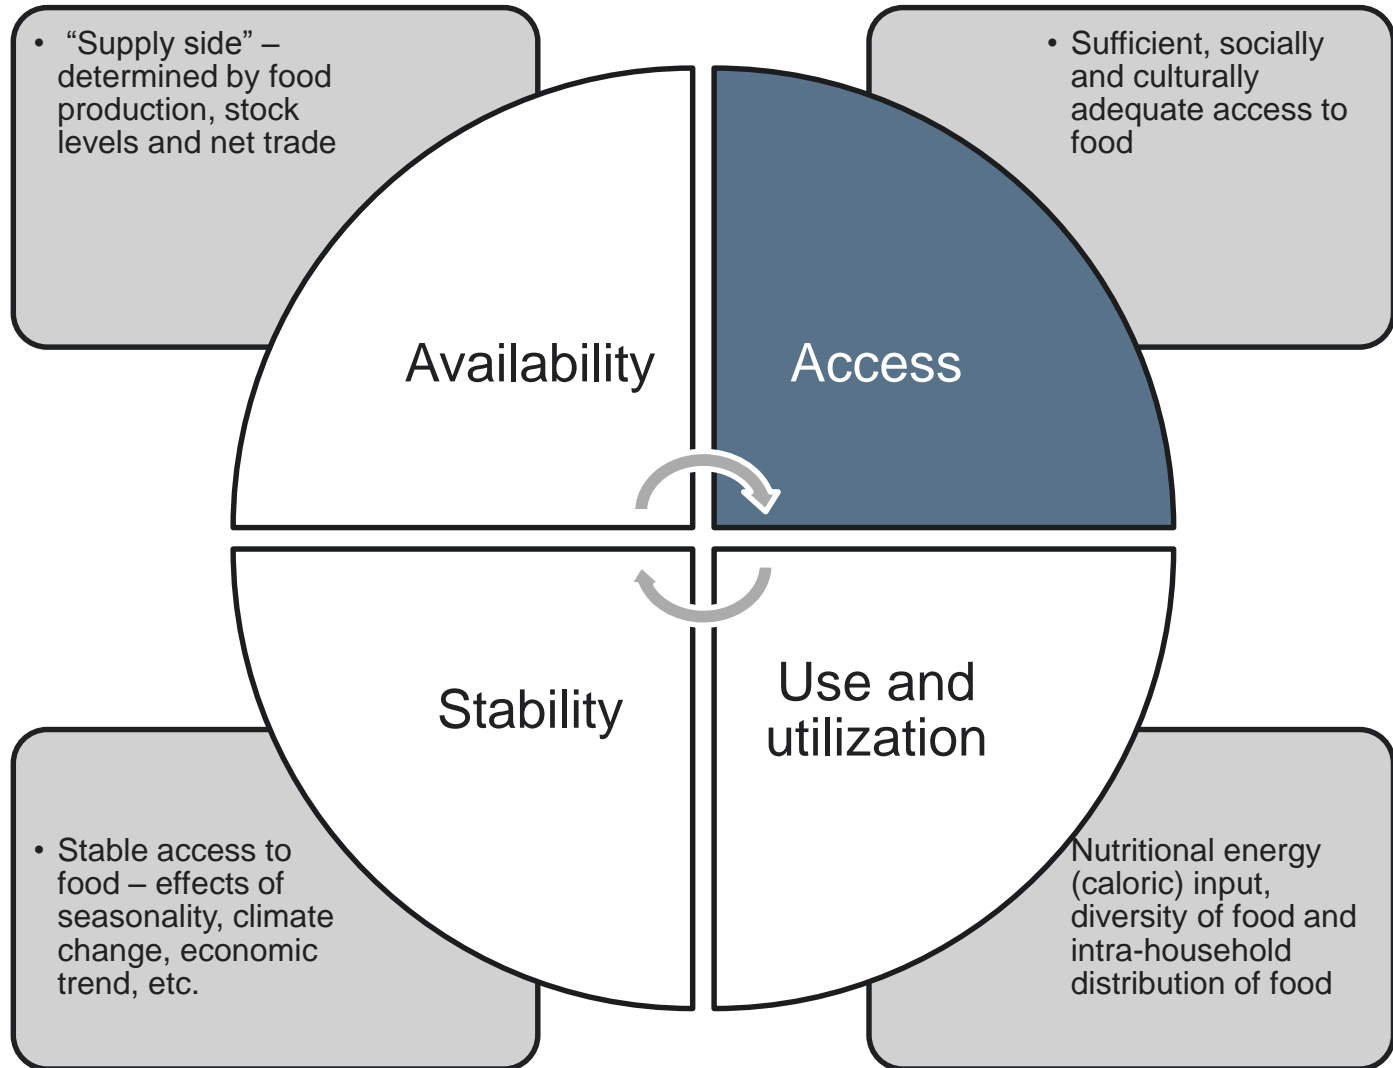 • “Supply side” –
determined by food
production, stock
levels and net trade
• Sufficient, socially
and culturally
adequate access to
food
Availability
Access
Stability
Use and
utilization
• Stable access to
food – effects of
seasonality, climate
change, economic
trend, etc.
Nutritional energy
(caloric) input,
diversity of food and
intra-household
distribution of food